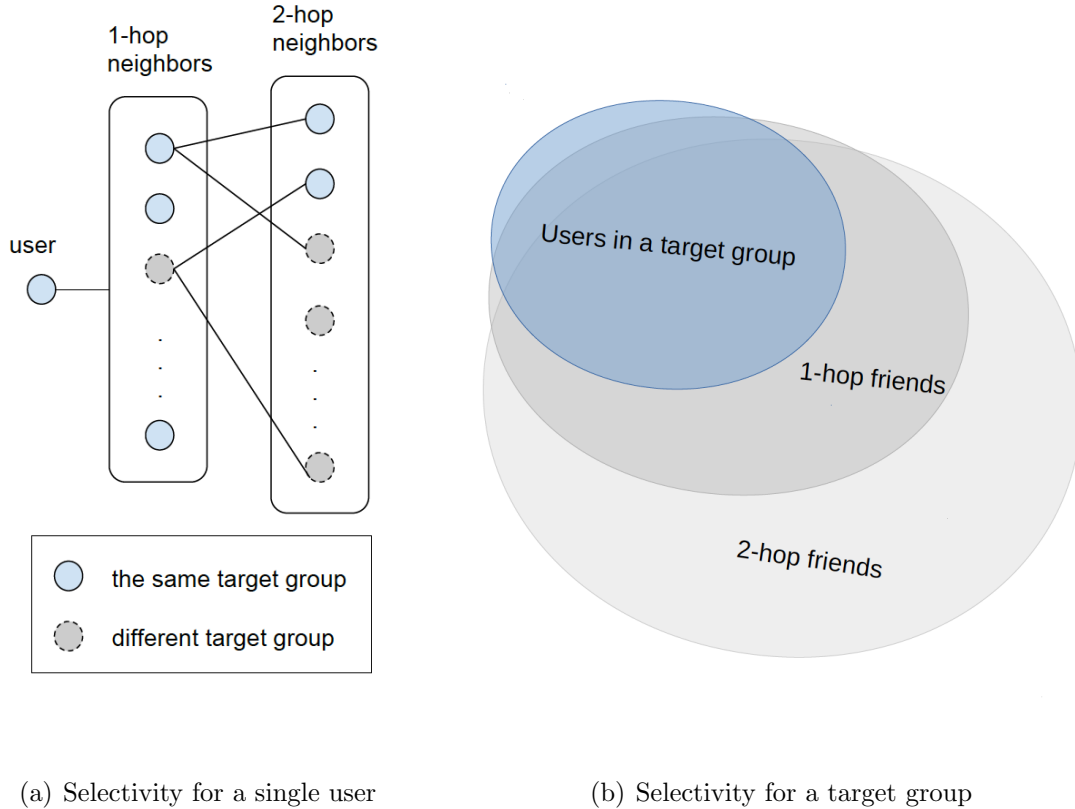 2-hop
neighbors
1-hop
neighbors
user
the same target group
different target group
Users in a target group
1-hop friends
2-hop friends
(a) Selectivity for a single user
(b) Selectivity for a target group